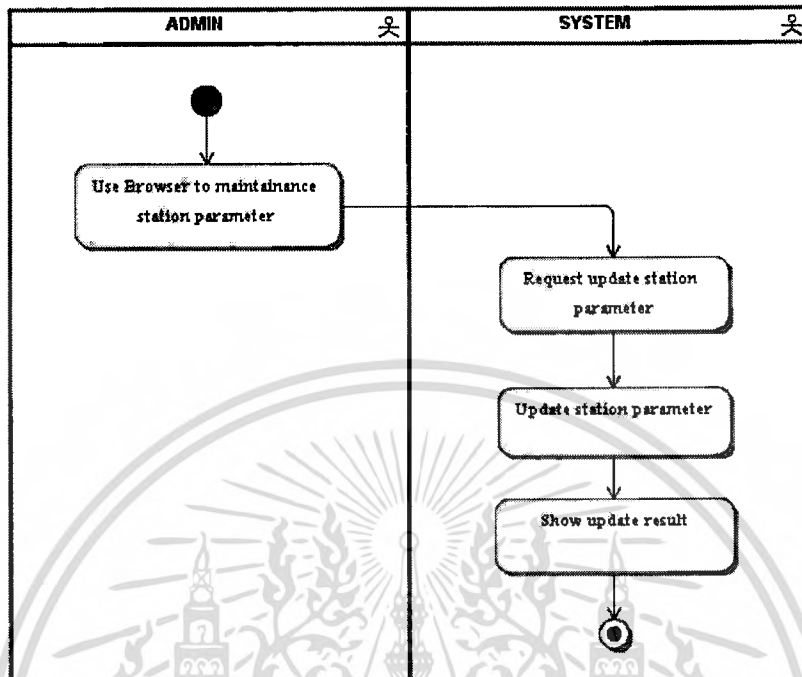 ADMIN
SYSTEM
Use Browser to maintainance
station parameter
Request update station
parameter
Update station parameter
Show update result